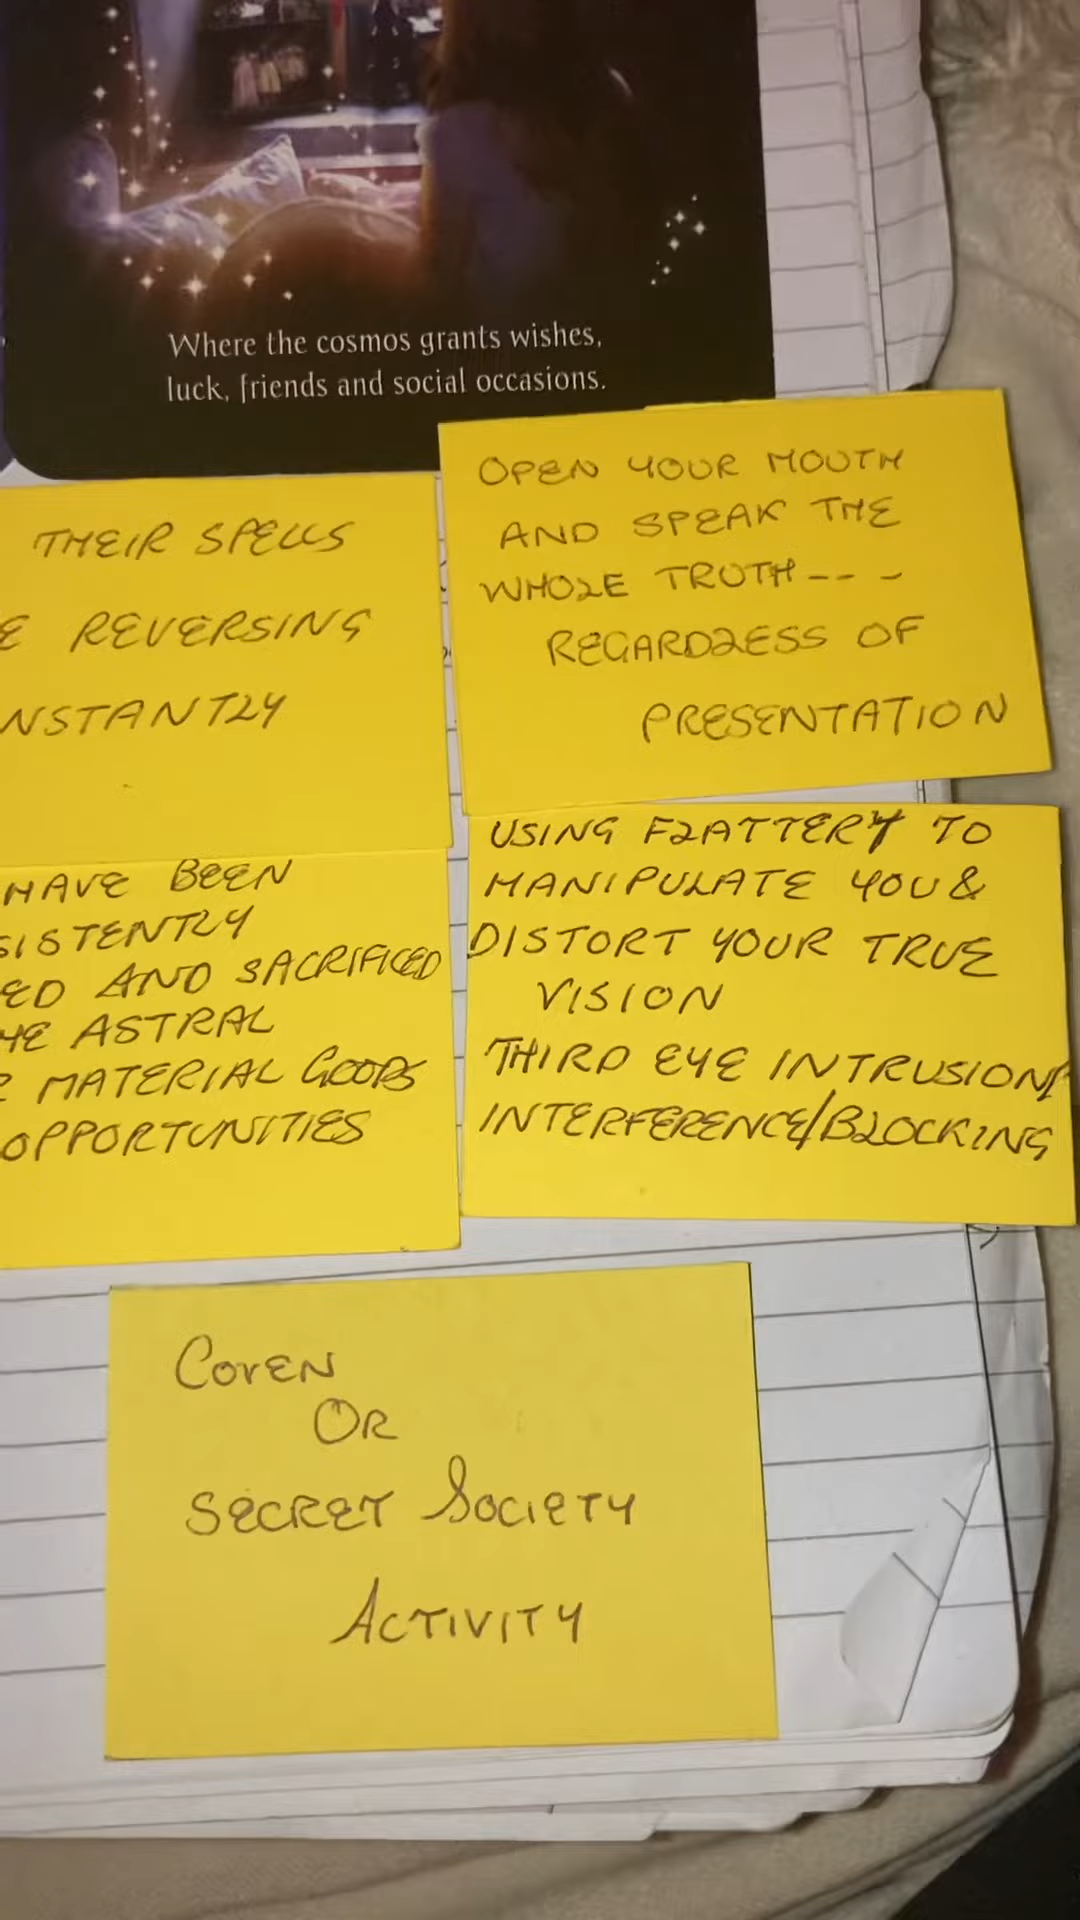 Where the cosmos grants wishes,
luck, friends and social occasions.
THEIR SPELLS
E REVERSING
NSTANTLY
OPEN YOUR MOUTH
AND SPEAK THE
WHOLE TRUTH---
REGARDLESS OF
PRESENTATION
HAVE BEEN
SISTENTLY
ED AND SACRIFICED
HE ASTRAL
R MATERIAL GOODS
OPPORTUNITIES
USING FLATTERY TO
MANIPULATE YOU &
DISTORT YOUR TRUE
VISION
THIRD EYE INTRUSION/
INTERFERENCE/BLOCKING
COVEN
OR
SECRET SOCIETY
ACTIVITY